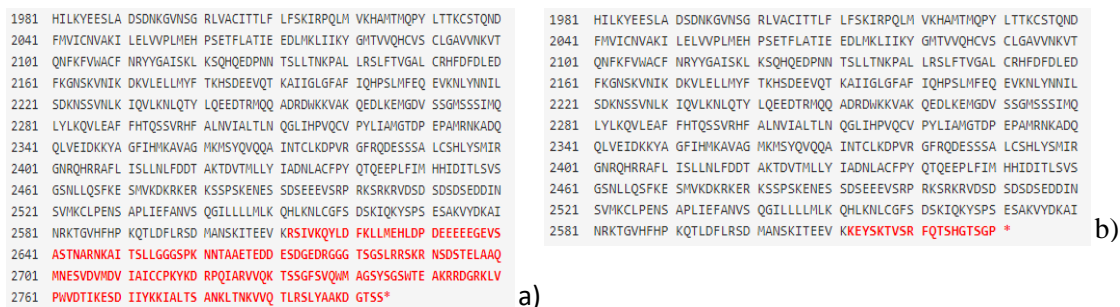 1981 HILKYEESLA DSDNKGVNSG RLVACITTLF LFSKIRPQLM VKHAMTMQPY LTTKCSTQND
2041 FMVICNVAKI LELVVPLMEH PSETFLATIE EDLMKLIIKY GMTVVQHCVS CLGAVVNKVT
2101 QNFKFVWACF NRYYGAISKL KSQHQEDPNN TSLLTNKPAL LRSLFTVGAL CRHFDFDLED
2161 FKGNSKVNIK DKVLELLMYF TKHSDEEVQT KAIIGLGFAF IQHPSLMFEQ EVKNLYNNIL
2221 SDKNSSVNLK IQVLKNLQTY LQEEDTRMQQ ADRDWKKVAK QEDLKEMGDV SSGMSSSIMQ
2281 LYLKQVLEAF FHTQSSVRHF ALNVIALTLN QGLIHPVQCV PYLIAMGTDP EPAMRNKADQ
2341 QLVEIDKKYA GFIHMKAVAG MKMSYQVQQA INTCLKDPVR GFRQDESSSA LCSHLYSMIR
2401 GNRQHRRAFL ISLLNLFDDT AKTDVTMLLY IADNLACFPY QTQEEPLFIM HHIDITLSVS
2461 GSNLLQSFKE SMVKDKRKER KSSPSKENES SDSEEEVSRP RKSRKRVDSD SDSDSEDDIN
2521 SVMKCLPENS APLIEFANVS QGILLLLMLK QHLKNLCGFS DSKIQKYSPS ESAKVYDKAI
2581 NRKTGVHFHP KQTLDFLRSD MANSKITEEV KRSIVKQYLD FKLLMEHLDP DEEEEEGEVS
2641 ASTNARNKAI TSLLGGGSPK NNTAAETEDD ESDGEDRGGG TSGSLRRSKR NSDSTELAAQ
2701 MNESVDVMDV IAICCPKYKD RPQIARVVQK TSSGFSVQWM AGSYSGSWTE AKRRDGRKLV
2761 PWVDTIKESD IIYKKIALTS ANKLTNKVVQ TLRSLYAAKD GTSS*
a)
1981 HILKYEESLA DSDNKGVNSG RLVACITTLF LFSKIRPQLM VKHAMTMQPY LTTKCSTQND
2041 FMVICNVAKI LELVVPLMEH PSETFLATIE EDLMKLIIKY GMTVVQHCVS CLGAVVNKVT
2101 QNFKFVWACF NRYYGAISKL KSQHQEDPNN TSLLTNKPAL LRSLFTVGAL CRHFDFDLED
2161 FKGNSKVNIK DKVLELLMYF TKHSDEEVQT KAIIGLGFAF IQHPSLMFEQ EVKNLYNNIL
2221 SDKNSSVNLK IQVLKNLQTY LQEEDTRMQQ ADRDWKKVAK QEDLKEMGDV SSGMSSSIMQ
2281 LYLKQVLEAF FHTQSSVRHF ALNVIALTLN QGLIHPVQCV PYLIAMGTDP EPAMRNKADQ
2341 QLVEIDKKYA GFIHMKAVAG MKMSYQVQQA INTCLKDPVR GFRQDESSSA LCSHLYSMIR
2401 GNRQHRRAFL ISLLNLFDDT AKTDVTMLLY IADNLACFPY QTQEEPLFIM HHIDITLSVS
2461 GSNLLQSFKE SMVKDKRKER KSSPSKENES SDSEEEVSRP RKSRKRVDSD SDSDSEDDIN
2521 SVMKCLPENS APLIEFANVS QGILLLLMLK QHLKNLCGFS DSKIQKYSPS ESAKVYDKAI
2581 NRKTGVHFHP KQTLDFLRSD MANSKITEEV KKEYSKTVSR FQTSHGTSGP *
b)